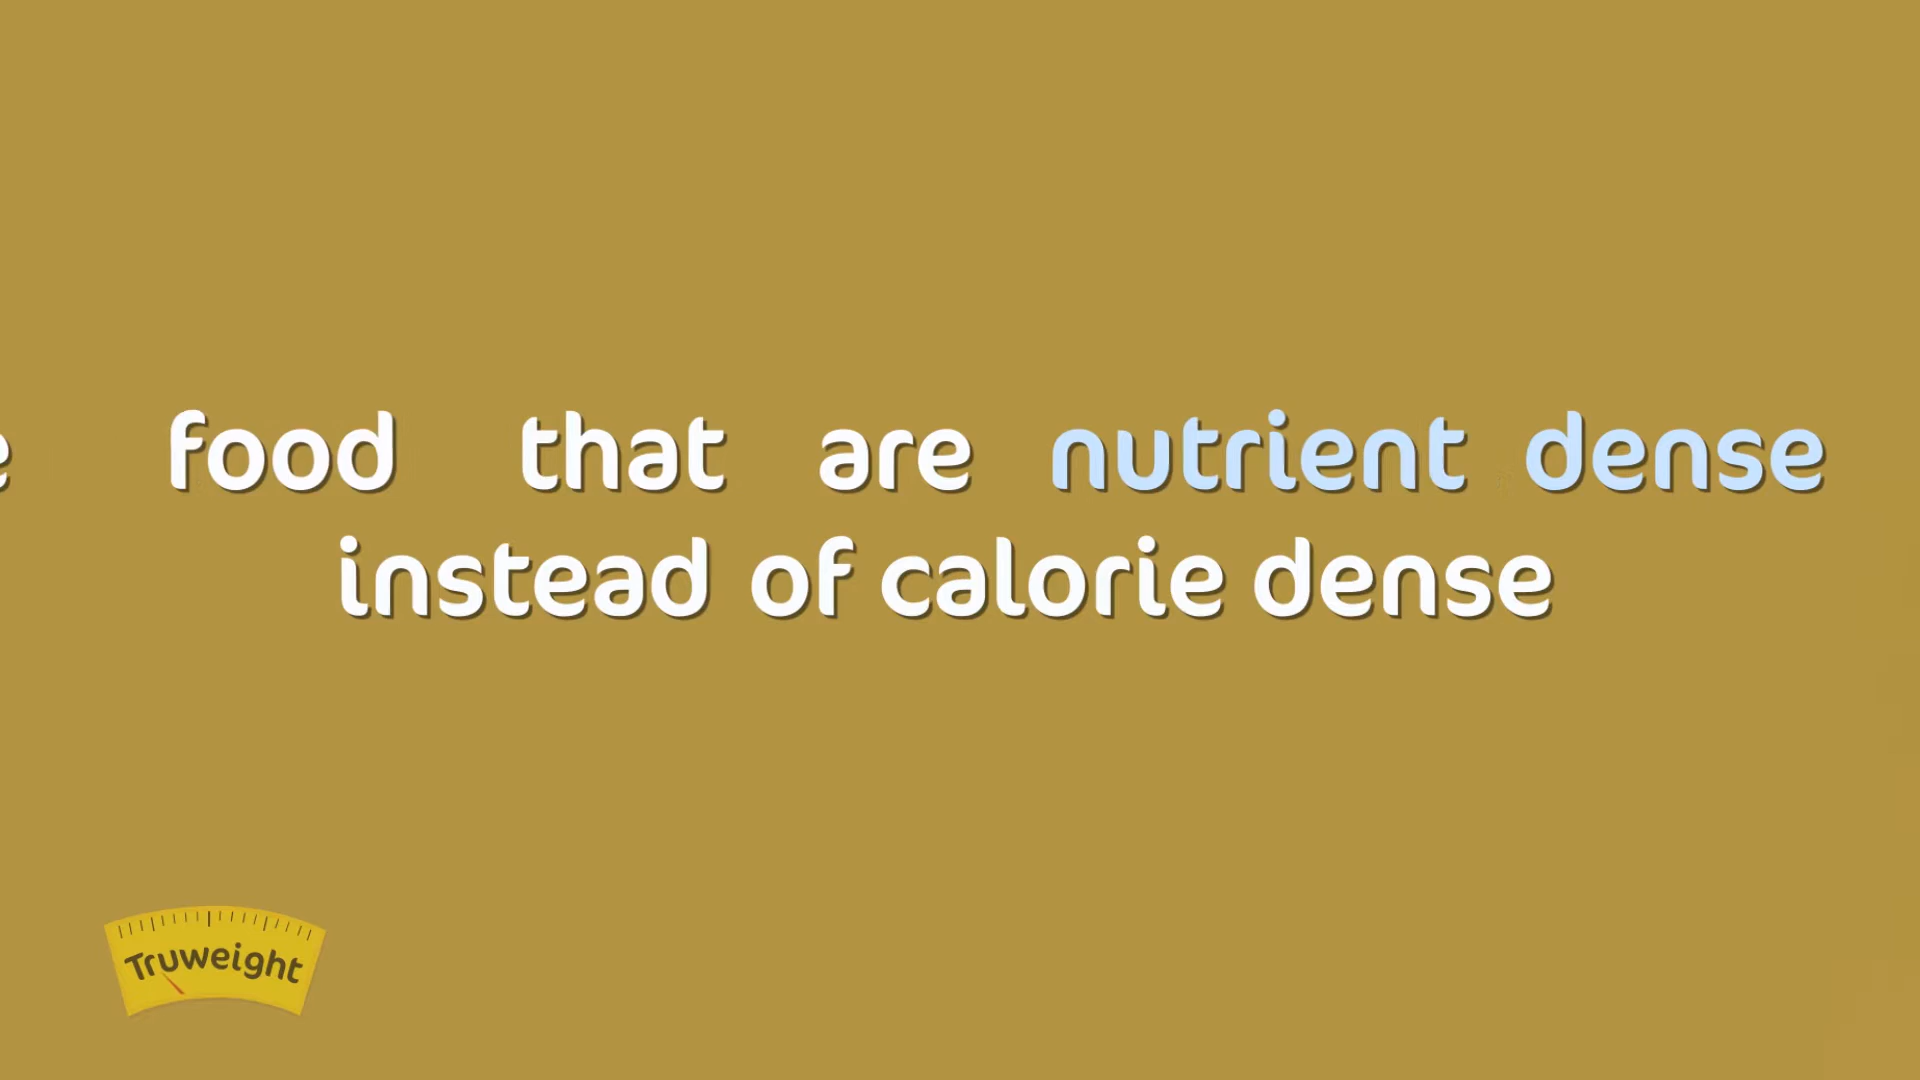 food that are nutrient dense
instead of calorie dense
Truweight